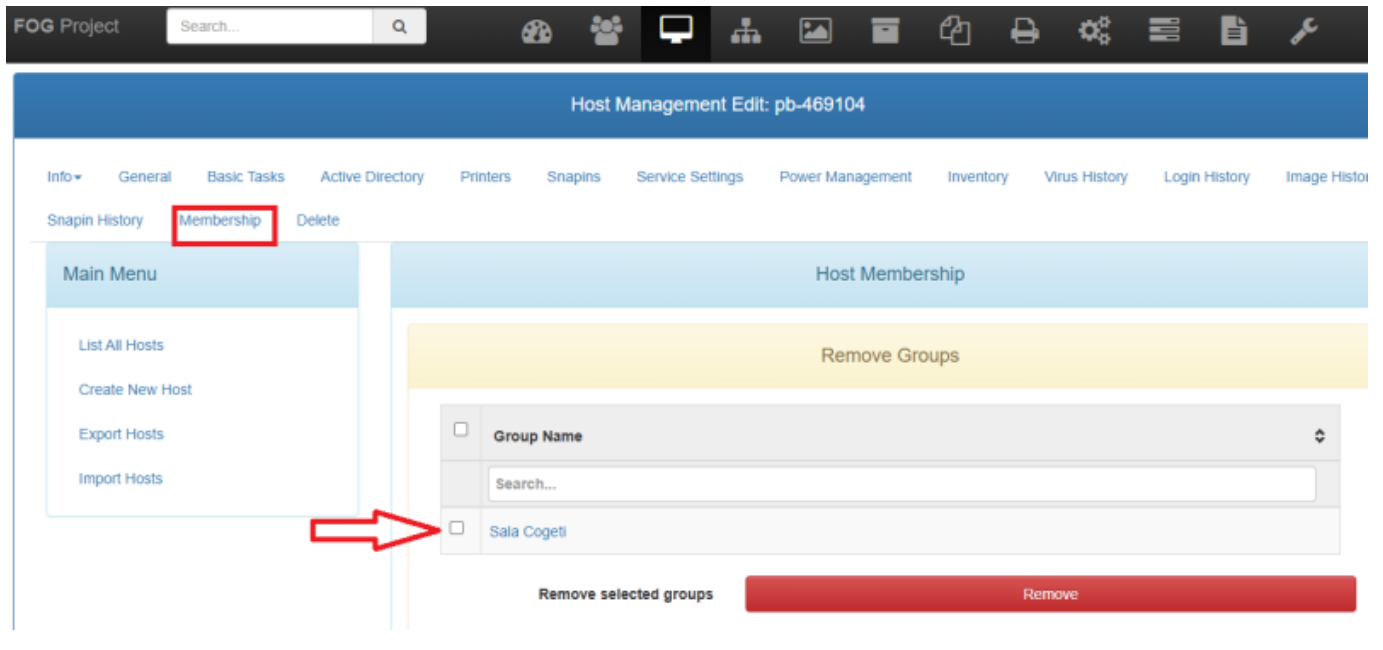 FOG Project Search...
Host Management Edit: pb-469104
Info General Basic Tasks Active Directory Printers Snapins Service Settings Power Management Inventory Virus History Login History Image Histo
Snapin History Membership Delete
Main Menu
Host Membership
List All Hosts
Create New Host
Export Hosts
Import Hosts
Remove Groups
Group Name
Search...
Sala Cogeti
Remove selected groups Remove